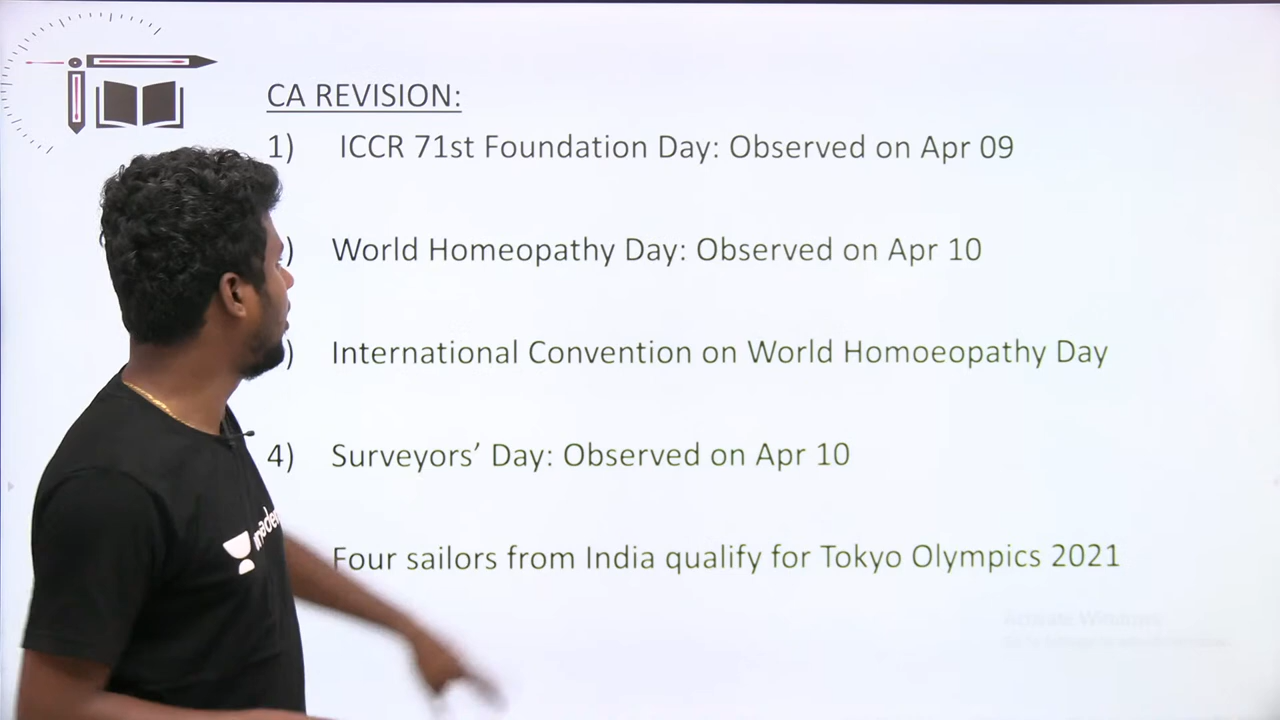 CA REVISION:
1) ICCR 71st Foundation Day: Observed on Apr 09
) World Homeopathy Day: Observed on Apr 10
) International Convention on World Homoeopathy Day
4) Surveyors’ Day: Observed on Apr 10
Four sailors from India qualify for Tokyo Olympics 2021
Activate Windows